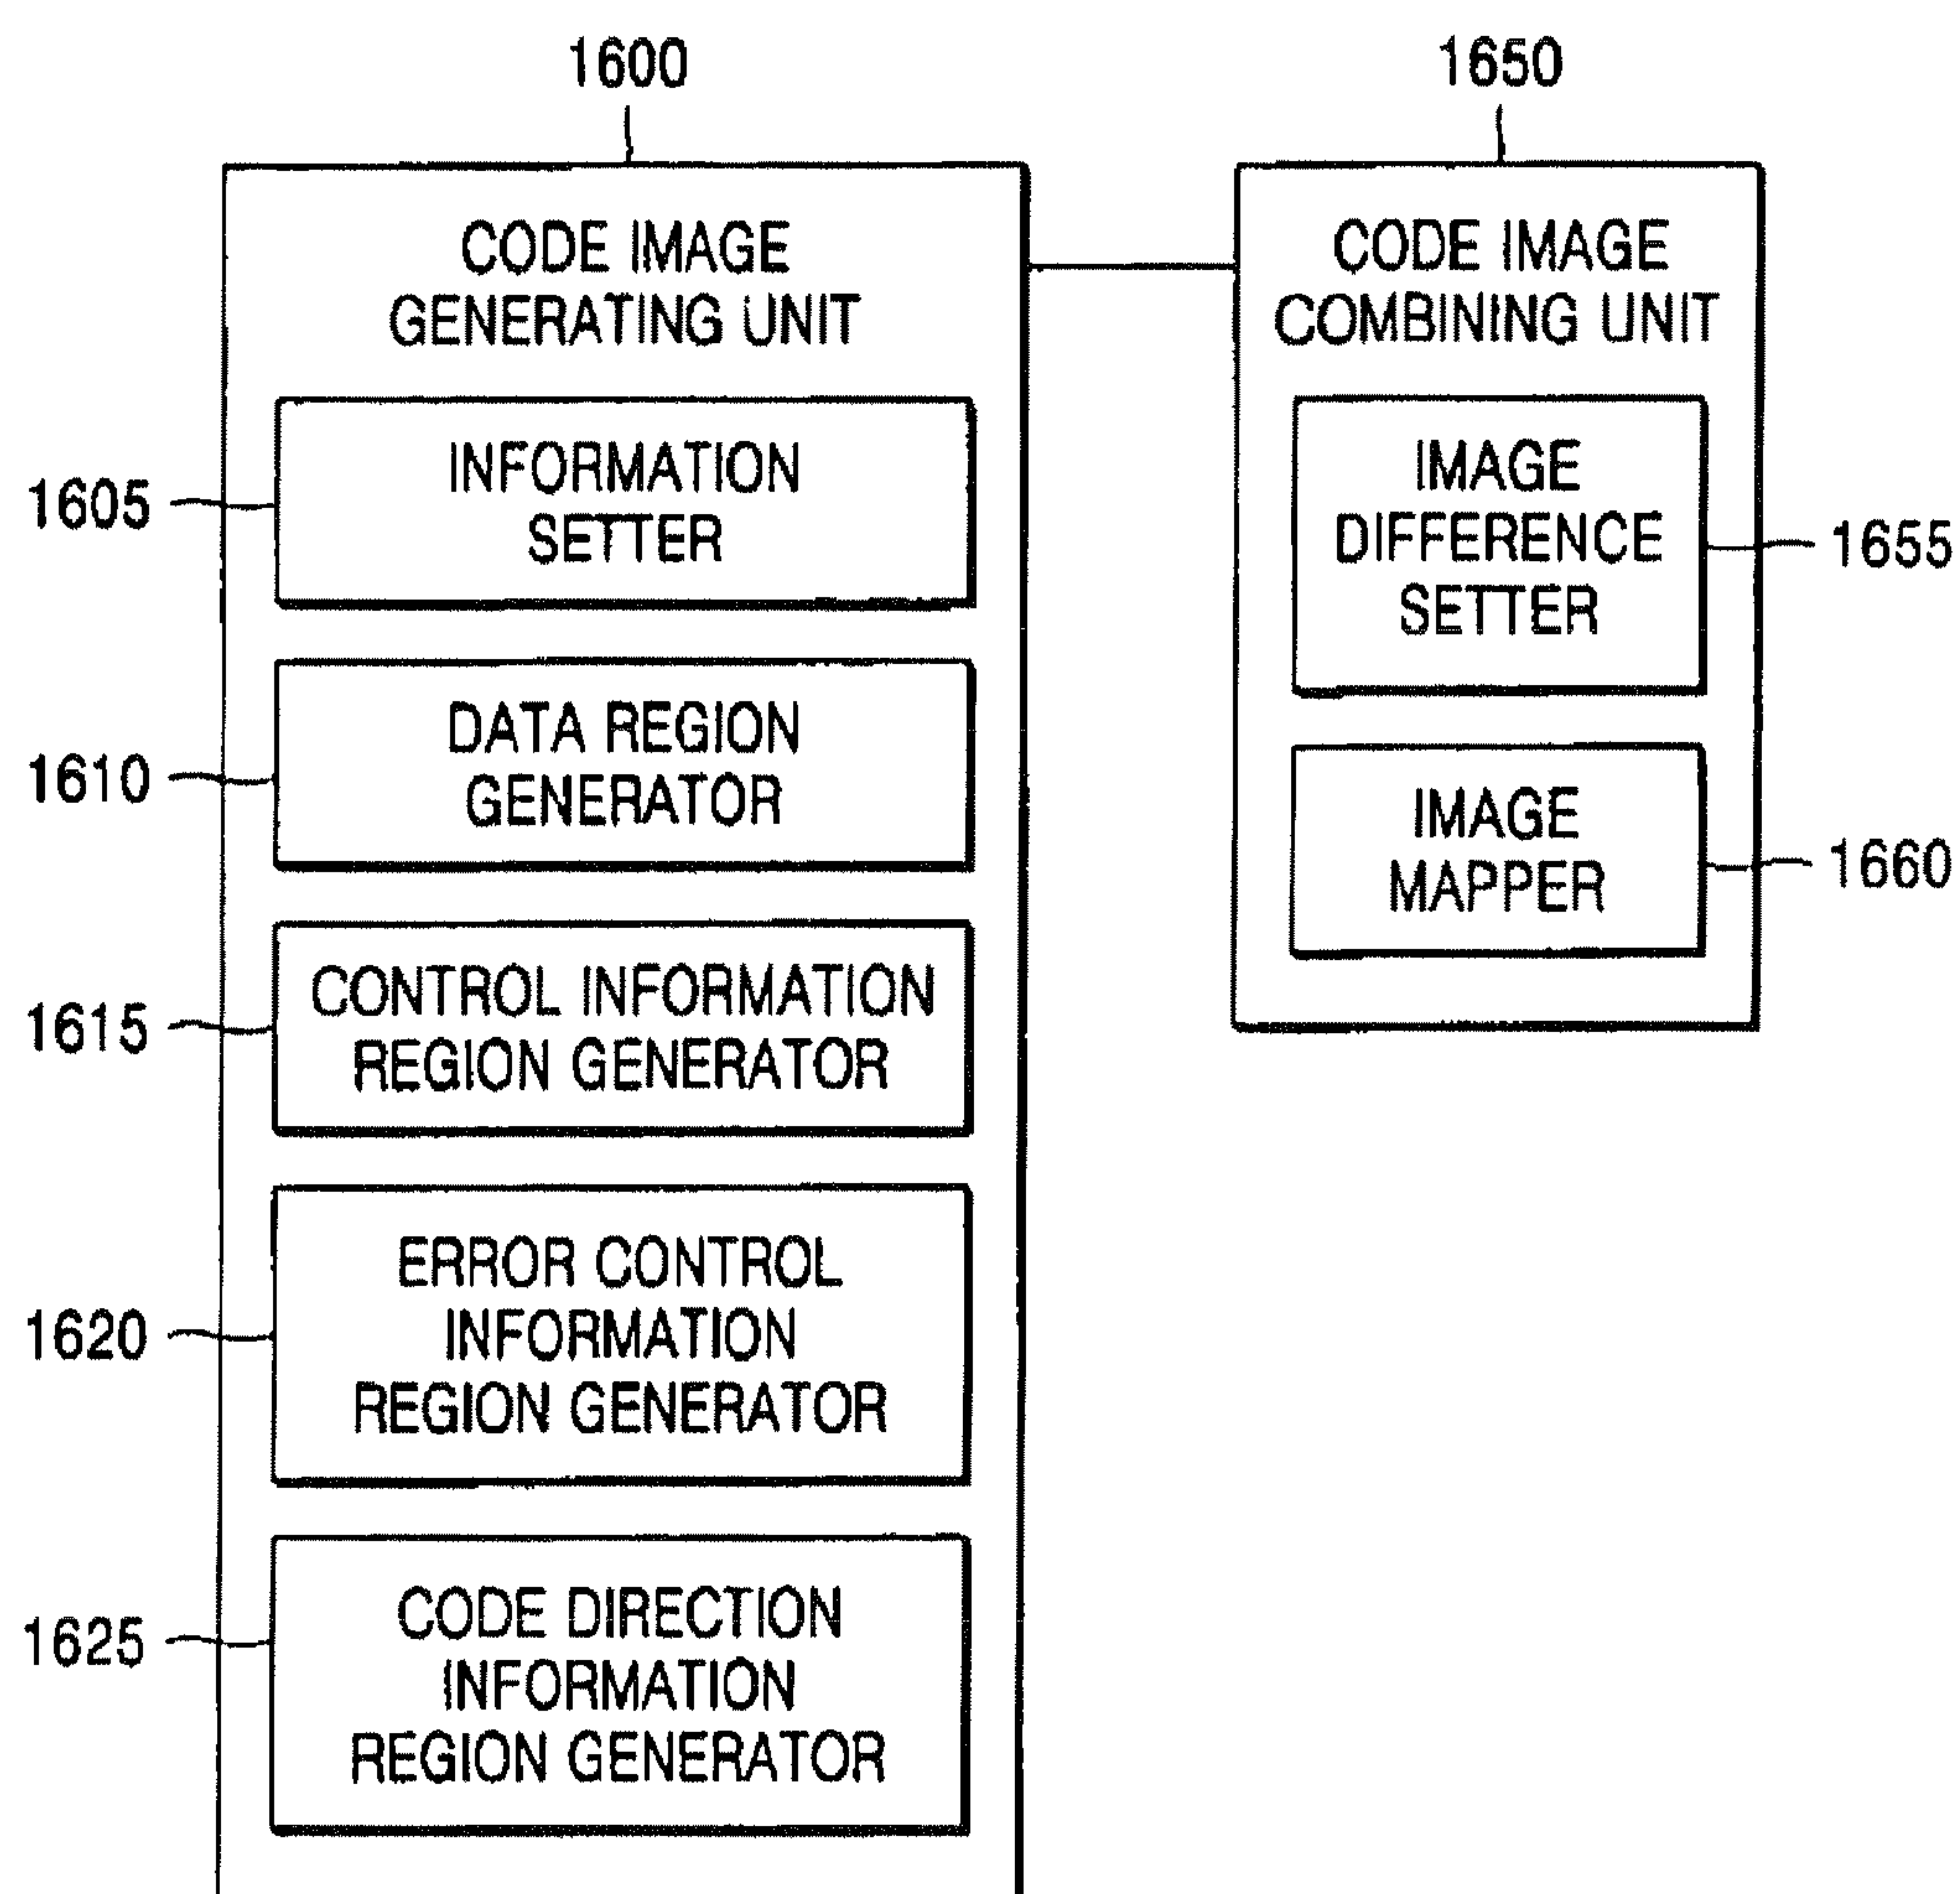 1600
CODE IMAGE
GENERATING UNIT
1605
INFORMATION
SETTER
1610
DATA REGION
GENERATOR
1615
CONTROL INFORMATION
REGION GENERATOR
1620
ERROR CONTROL
INFORMATION
REGION GENERATOR
1625
CODE DIRECTION
INFORMATION
REGION GENERATOR
1650
CODE IMAGE
COMBINING UNIT
IMAGE
DIFFERENCE
SETTER
1655
IMAGE
MAPPER
1660